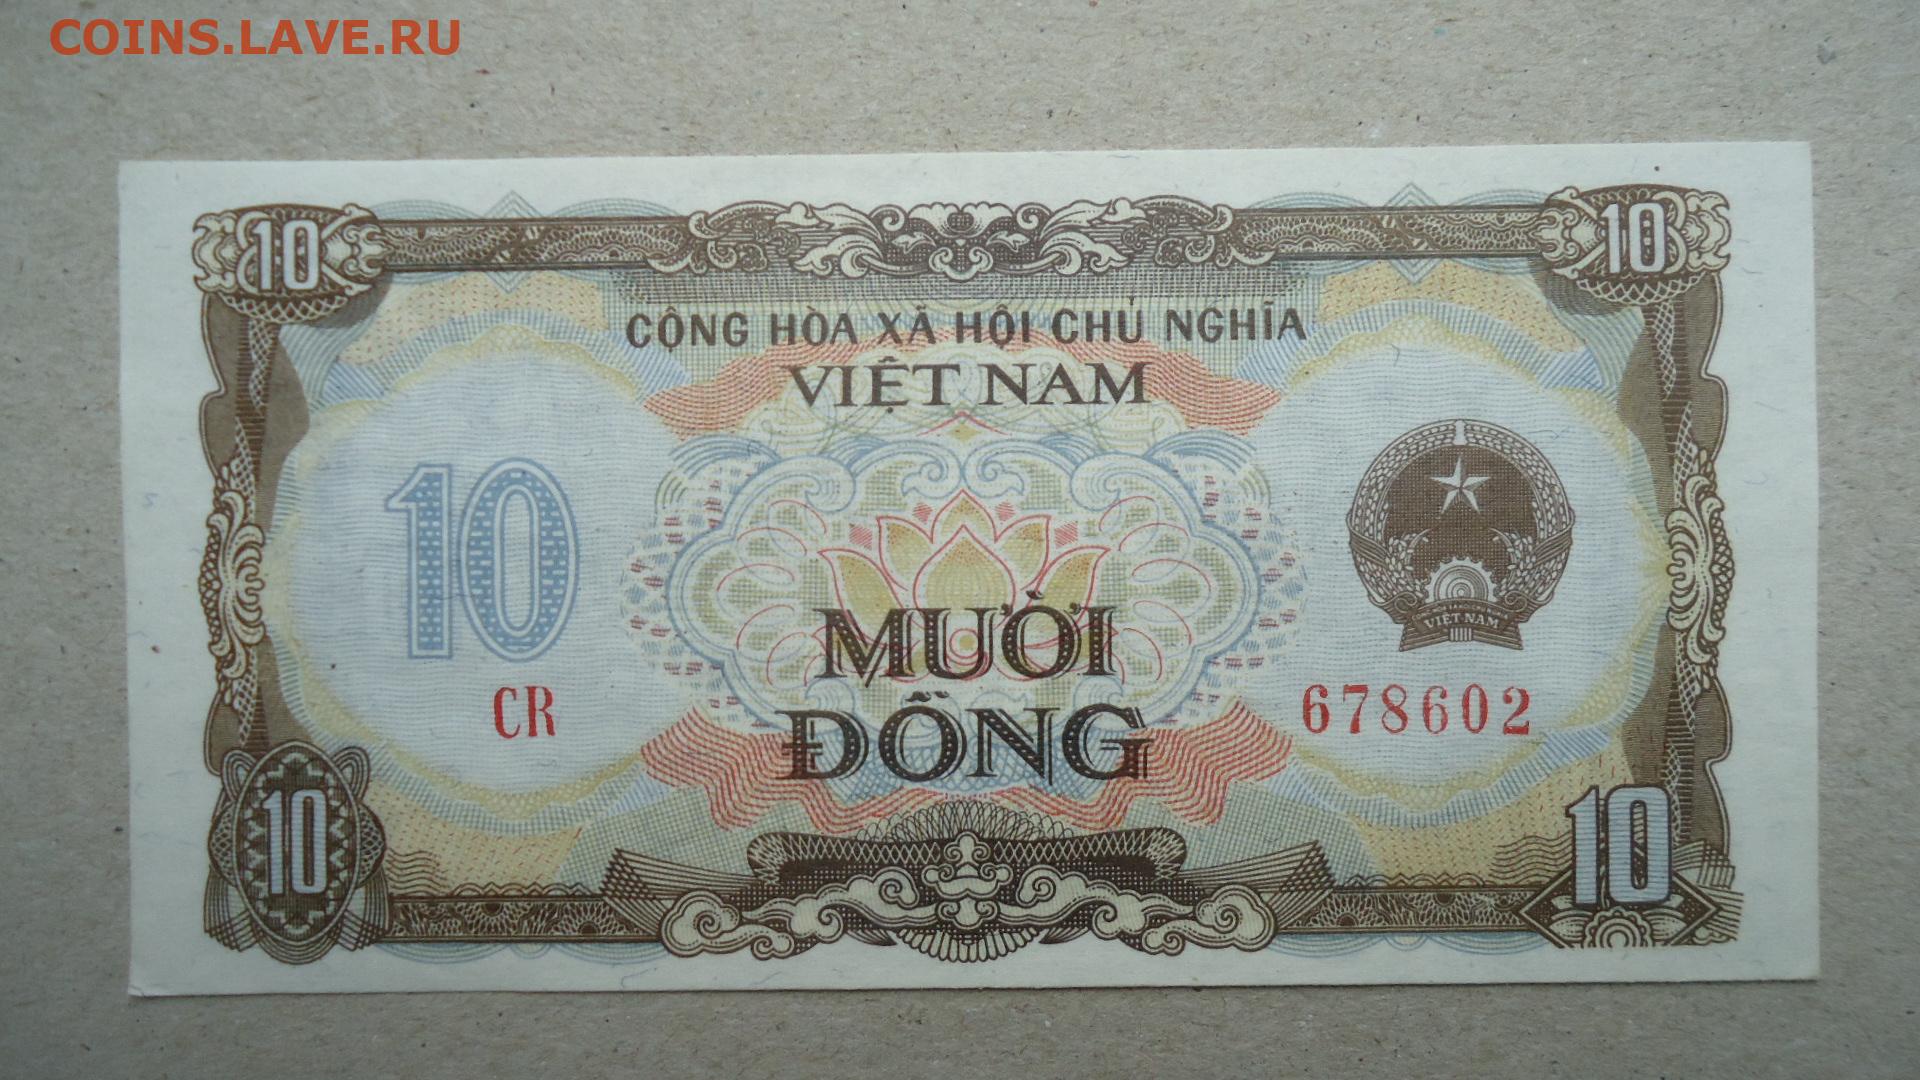 COINS.LAVE.RU
10
10
CỘNG HÒA XÃ HỘI CHỦ NGHĨA
VIỆT NAM
10
VIỆT NAM
MƯỜI
ĐỒNG
CR
678602
10
10